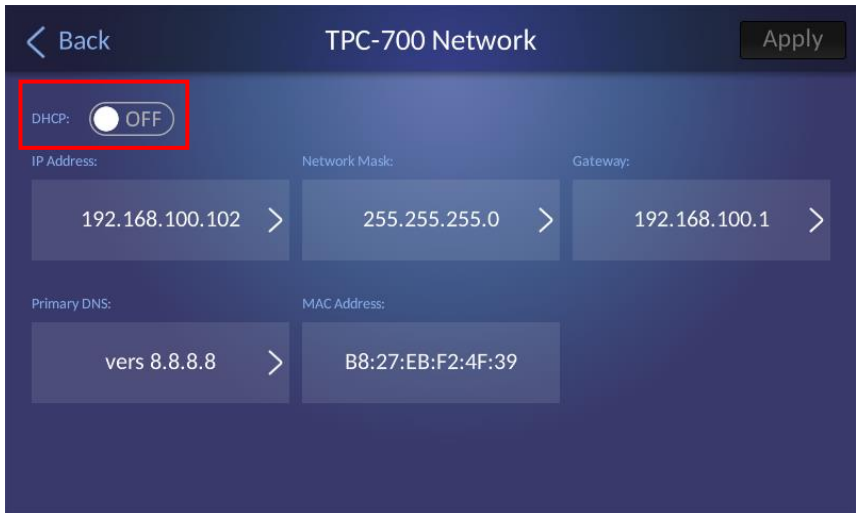 Back TPC-700 Network Apply
DHCP: OFF
IP Address: Network Mask: Gateway:
192.168.100.102 255.255.255.0 192.168.100.1
Primary DNS: MAC Address:
vers 8.8.8.8 B8:27:EB:F2:4F:39